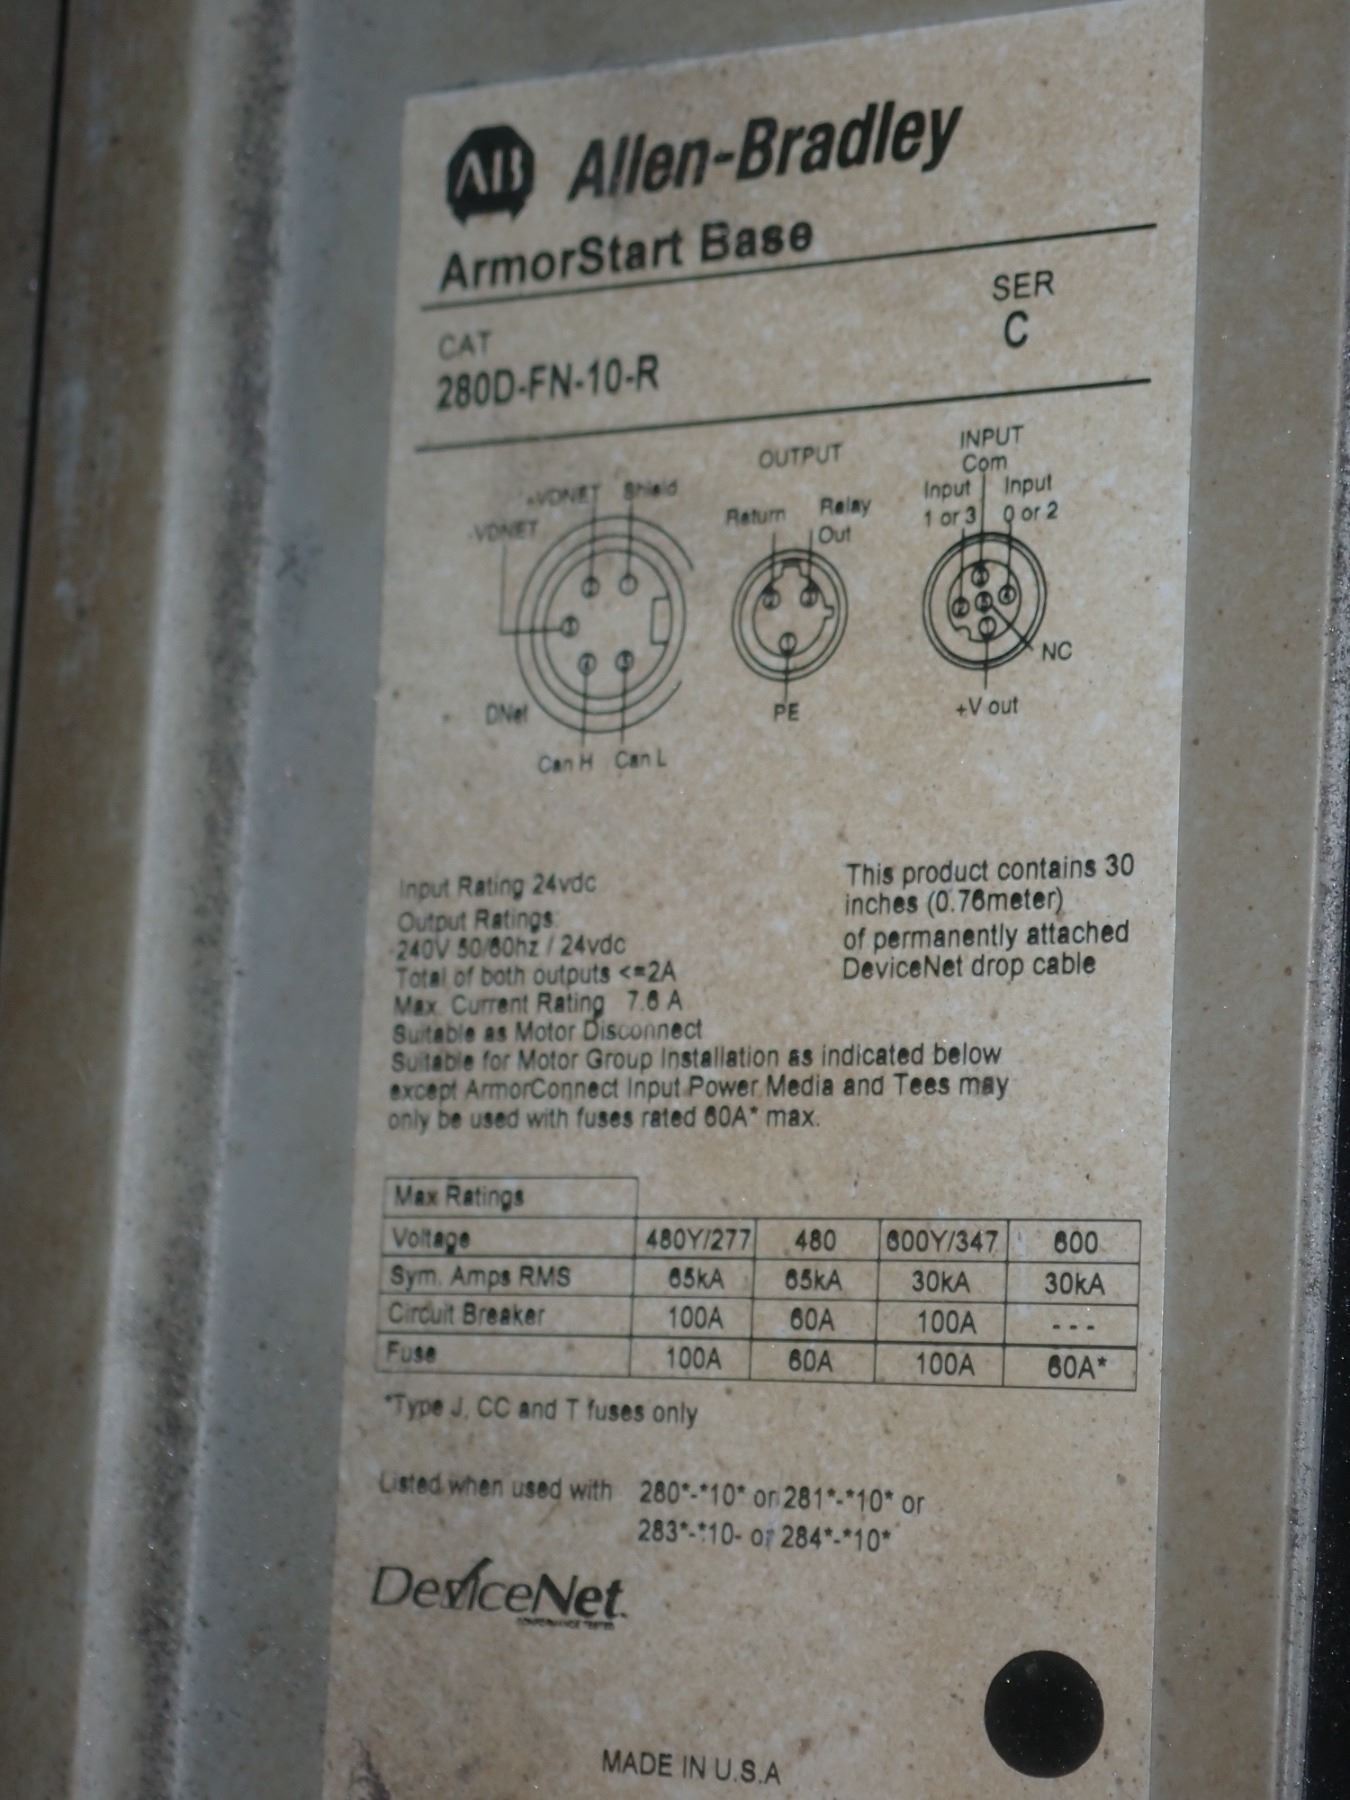 AB Allen-Bradley
ArmorStart Base
SER
CAT
C
280D-FN-10-R
OUTPUT
INPUT
Com
+VDNET Shield
Input Input
-VDNET
Return Relay
1 or 3 0 or 2
Out
1
DNet
NC
PE
+V out
Can H Can L
Input Rating 24vdc
Output Ratings
240V 50/60hz / 24vdc
Total of both outputs <=2A
Max. Current Rating 7.6 A
Suitable as Motor Disconnect
Suitable for Motor Group Installation as indicated below
except ArmorConnect Input Power Media and Tees may
only be used with fuses rated 60A* max.
This product contains 30
inches (0.76meter)
of permanently attached
DeviceNet drop cable
Max Ratings
Voltage 480Y/277 480 600Y/347 600
Sym. Amps RMS 65kA 65kA 30kA 30kA
Circuit Breaker 100A 60A 100A ---
Fuse 100A 60A 100A 60A*
*Type J, CC and T fuses only
Listed when used with 280*-*10* or 281*-*10* or
283*-*10- or 284*-*10*
DeviceNet
MADE IN U.S.A